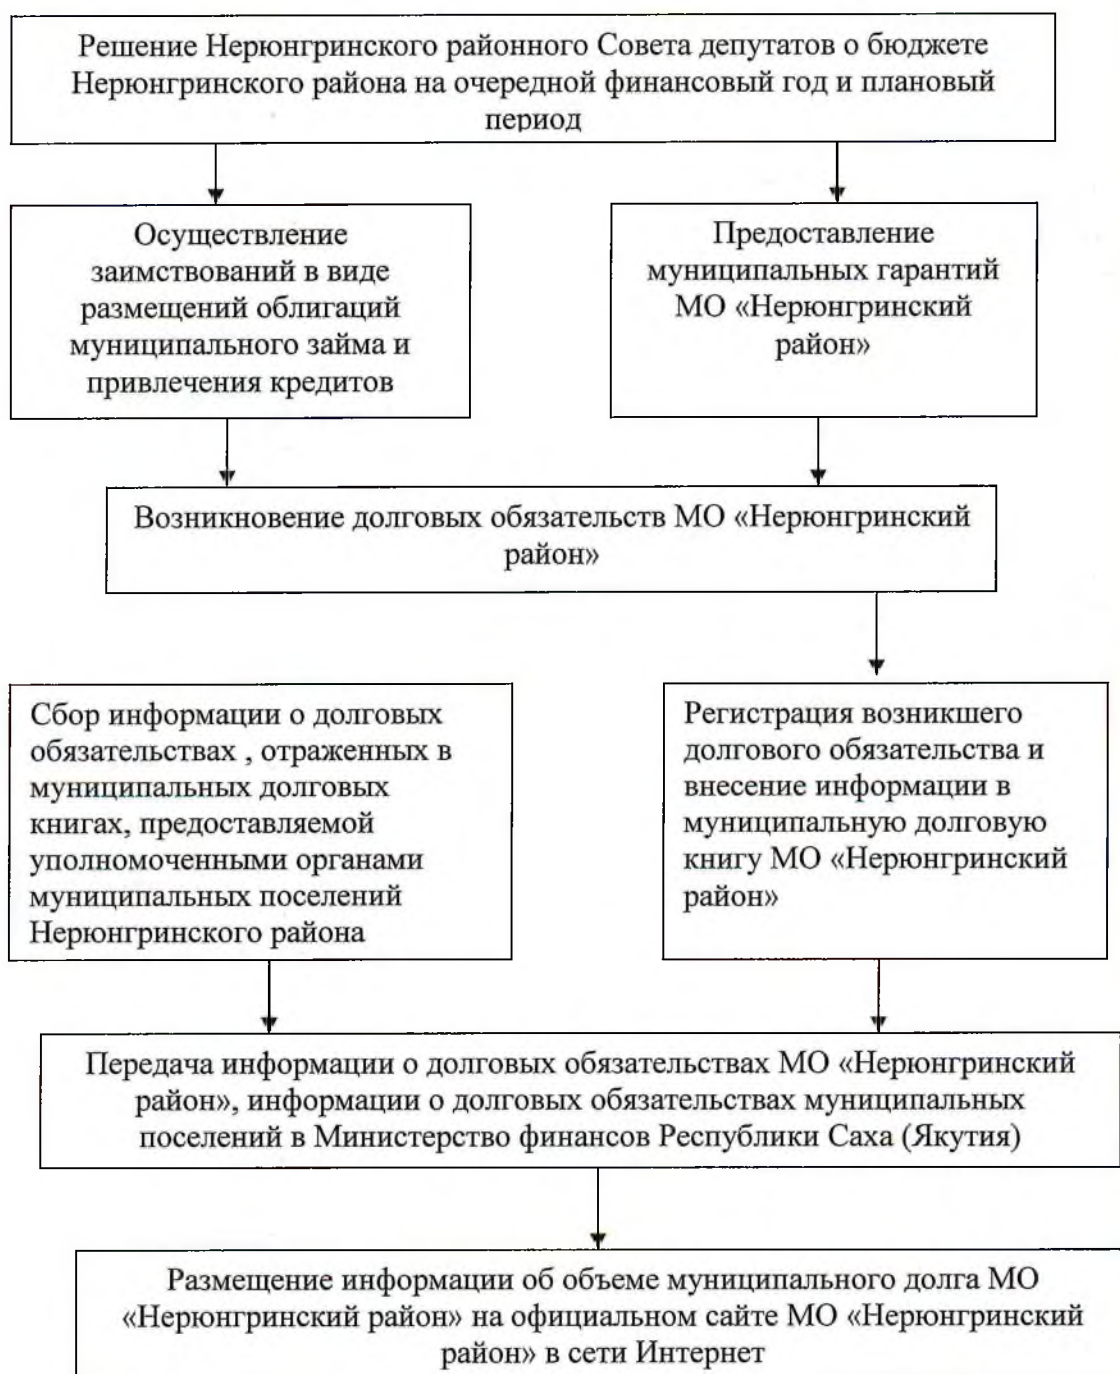 Решение Нерюнгринского районного Совета депутатов о бюджете
Нерюнгринского района на очередной финансовый год и плановый
период
Осуществление
заимствований в виде
размещений облигаций
муниципального займа и
привлечения кредитов
Предоставление
муниципальных гарантий
МО «Нерюнгринский
район»
Возникновение долговых обязательств МО «Нерюнгринский
район»
Сбор информации о долговых
обязательствах , отраженных в
муниципальных долговых
книгах, предоставляемой
уполномоченными органами
муниципальных поселений
Нерюнгринского района
Регистрация возникшего
долгового обязательства и
внесение информации в
муниципальную долговую
книгу МО «Нерюнгринский
район»
Передача информации о долговых обязательствах МО «Нерюнгринский
район», информации о долговых обязательствах муниципальных
поселений в Министерство финансов Республики Саха (Якутия)
Размещение информации об объеме муниципального долга МО
«Нерюнгринский район» на официальном сайте МО «Нерюнгринский
район» в сети Интернет